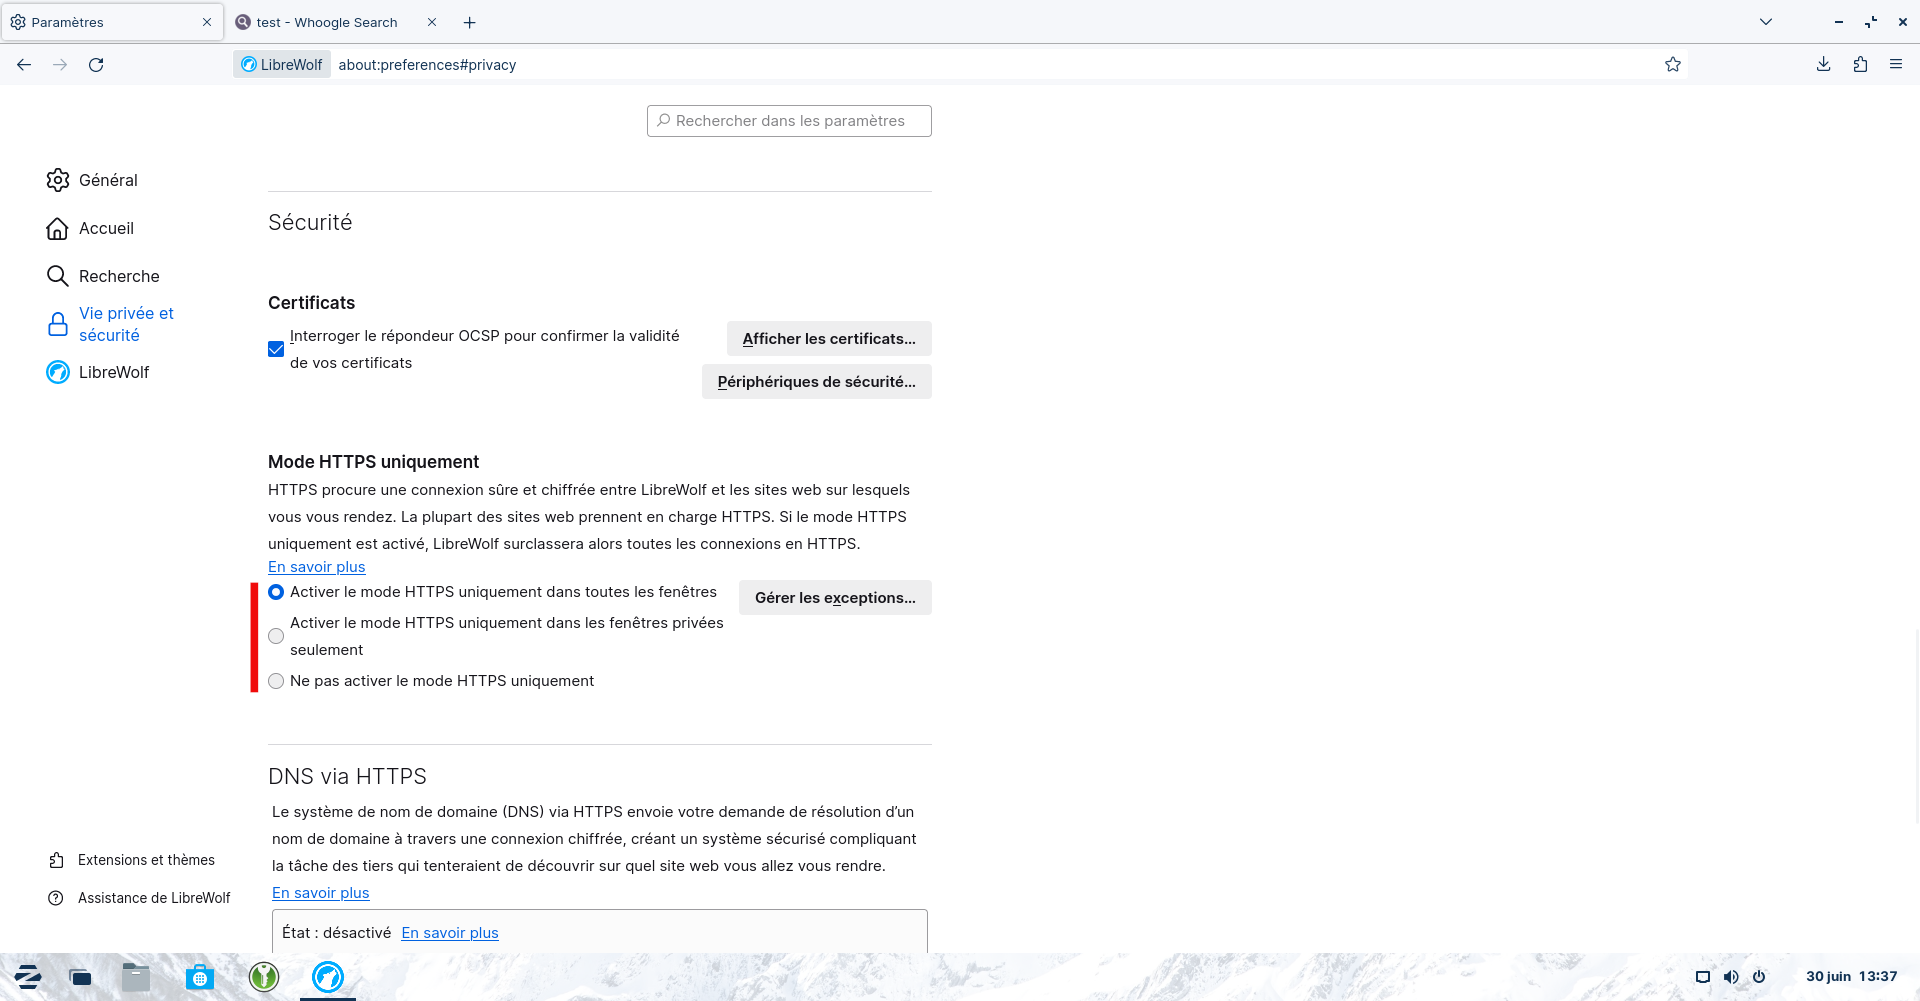 Paramètres
test - Whoogle Search
LibreWolf
about:preferences#privacy
Rechercher dans les paramètres
Général
Accueil
Recherche
Vie privée et
sécurité
LibreWolf
Sécurité
Certificats
Interroger le répondeur OCSP pour confirmer la validité
de vos certificats
Afficher les certificats...
Périphériques de sécurité...
Mode HTTPS uniquement
HTTPS procure une connexion sûre et chiffrée entre LibreWolf et les sites web sur lesquels
vous vous rendez. La plupart des sites web prennent en charge HTTPS. Si le mode HTTPS
uniquement est activé, LibreWolf surclassera alors toutes les connexions en HTTPS.
En savoir plus
Activer le mode HTTPS uniquement dans toutes les fenêtres
Gérer les exceptions...
Activer le mode HTTPS uniquement dans les fenêtres privées
seulement
Ne pas activer le mode HTTPS uniquement
DNS via HTTPS
Le système de nom de domaine (DNS) via HTTPS envoie votre demande de résolution d’un
nom de domaine à travers une connexion chiffrée, créant un système sécurisé compliquant
la tâche des tiers qui tenteraient de découvrir sur quel site web vous allez vous rendre.
En savoir plus
État : désactivé En savoir plus
Extensions et thèmes
Assistance de LibreWolf
30 juin 13:37